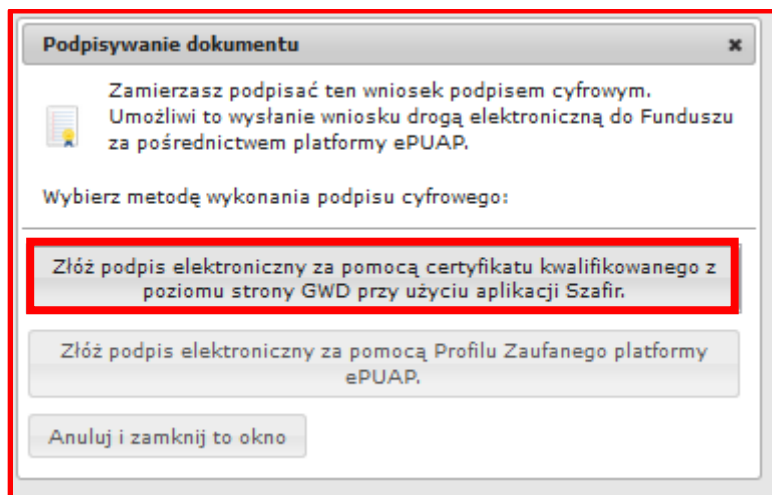 Podpisywanie dokumentu
Zamierzasz podpisać ten wniosek podpisem cyfrowym.
Umożliwi to wysłanie wniosku drogą elektroniczną do Funduszu
za pośrednictwem platformy ePUAP.
Wybierz metodę wykonania podpisu cyfrowego:
Złóż podpis elektroniczny za pomocą certyfikatu kwalifikowanego z
poziomu strony GWD przy użyciu aplikacji Szafir.
Złóż podpis elektroniczny za pomocą Profilu Zaufanego platformy
ePUAP.
Anuluj i zamknij to okno